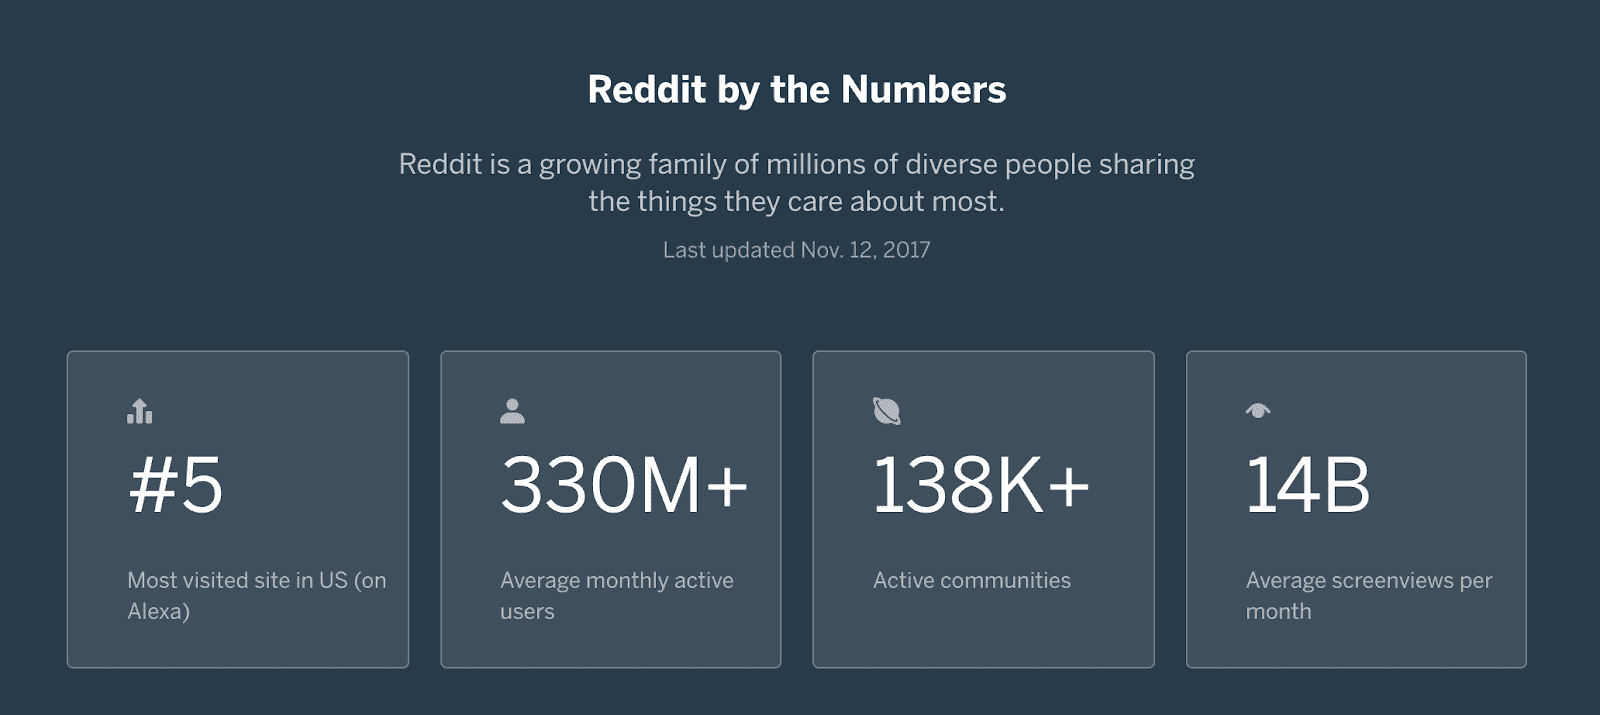 Reddit by the Numbers
Reddit is a growing family of millions of diverse people sharing
the things they care about most.
Last updated Nov. 12, 2017
#5
Most visited site in US (on
Alexa)
330M+
Average monthly active
users
138K+
Active communities
14B
Average screenviews per
month